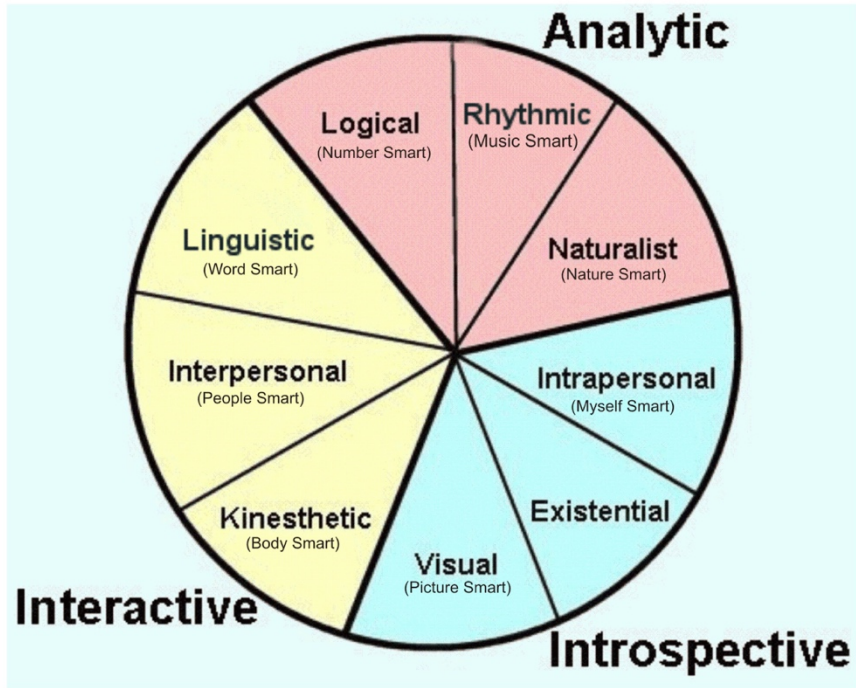 Analytic
Logical
(Number Smart)
Rhythmic
(Music Smart)
Naturalist
(Nature Smart)
Linguistic
(Word Smart)
Interpersonal
(People Smart)
Kinesthetic
(Body Smart)
Intrapersonal
(Myself Smart)
Existential
Visual
(Picture Smart)
Interactive
Introspective